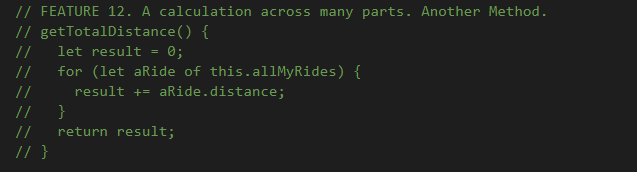 // FEATURE 12. A calculation across many parts. Another Method.
// getTotalDistance() {
//   let result = 0;
//   for (let aRide of this.allMyRides) {
//     result += aRide.distance;
//   }
//   return result;
// }